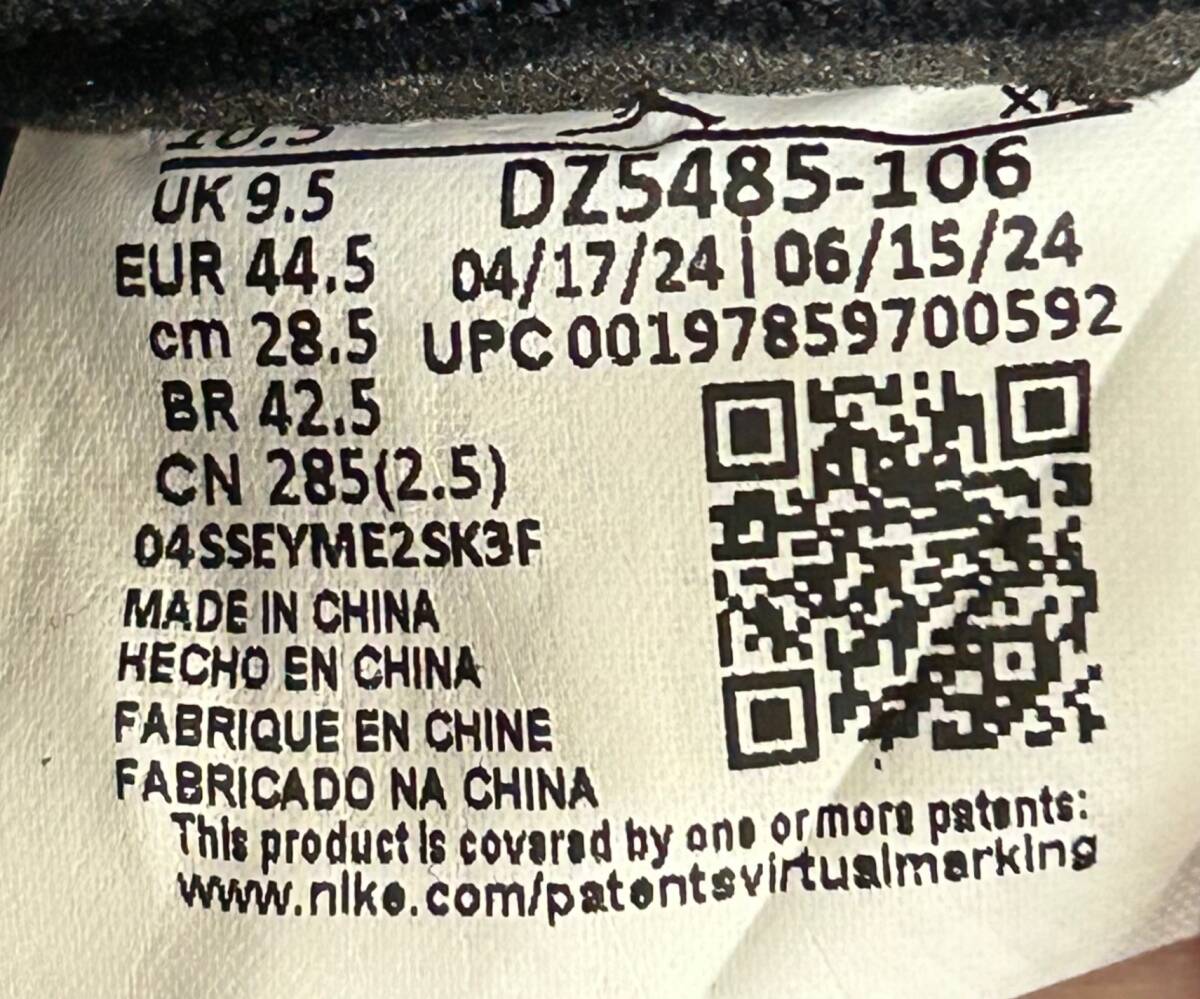 10.5
UK 9.5
DZ5485-106
EUR 44.5
04/17/24 | 06/15/24
cm 28.5
UPC 00197859700592
BR 42.5
CN 285(2.5)
04SSEYME2SK3F
MADE IN CHINA
HECHO EN CHINA
FABRIQUE EN CHINE
FABRICADO NA CHINA
This product is covered by one or more patents:
www.nike.com/patentsvirtualmarking